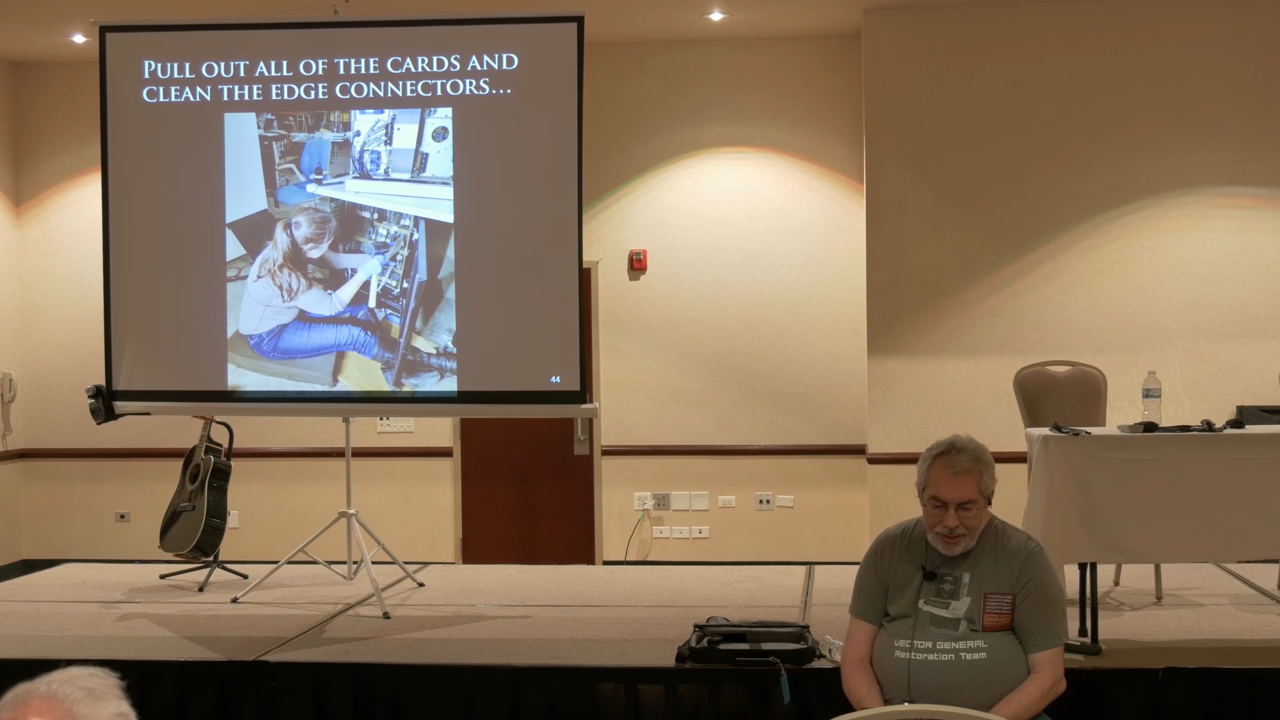 PULL OUT ALL OF THE CARDS AND
CLEAN THE EDGE CONNECTORS...
44
VECTOR GENERAL
Restoration Team